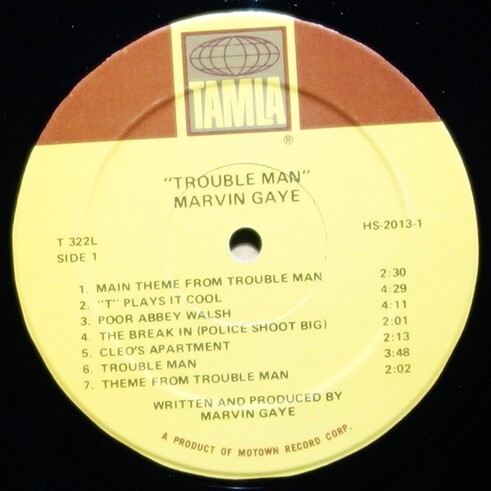 TAMLA
®
"TROUBLE MAN"
MARVIN GAYE
T 322L
SIDE 1
HS-2013-1
1. MAIN THEME FROM TROUBLE MAN 2:30
2. "T" PLAYS IT COOL 4:29
3. POOR ABBEY WALSH 4:11
4. THE BREAK IN (POLICE SHOOT BIG) 2:01
5. CLEO'S APARTMENT 2:13
6. TROUBLE MAN 3:48
7. THEME FROM TROUBLE MAN 2:02
WRITTEN AND PRODUCED BY
MARVIN GAYE
A PRODUCT OF MOTOWN RECORD CORP.